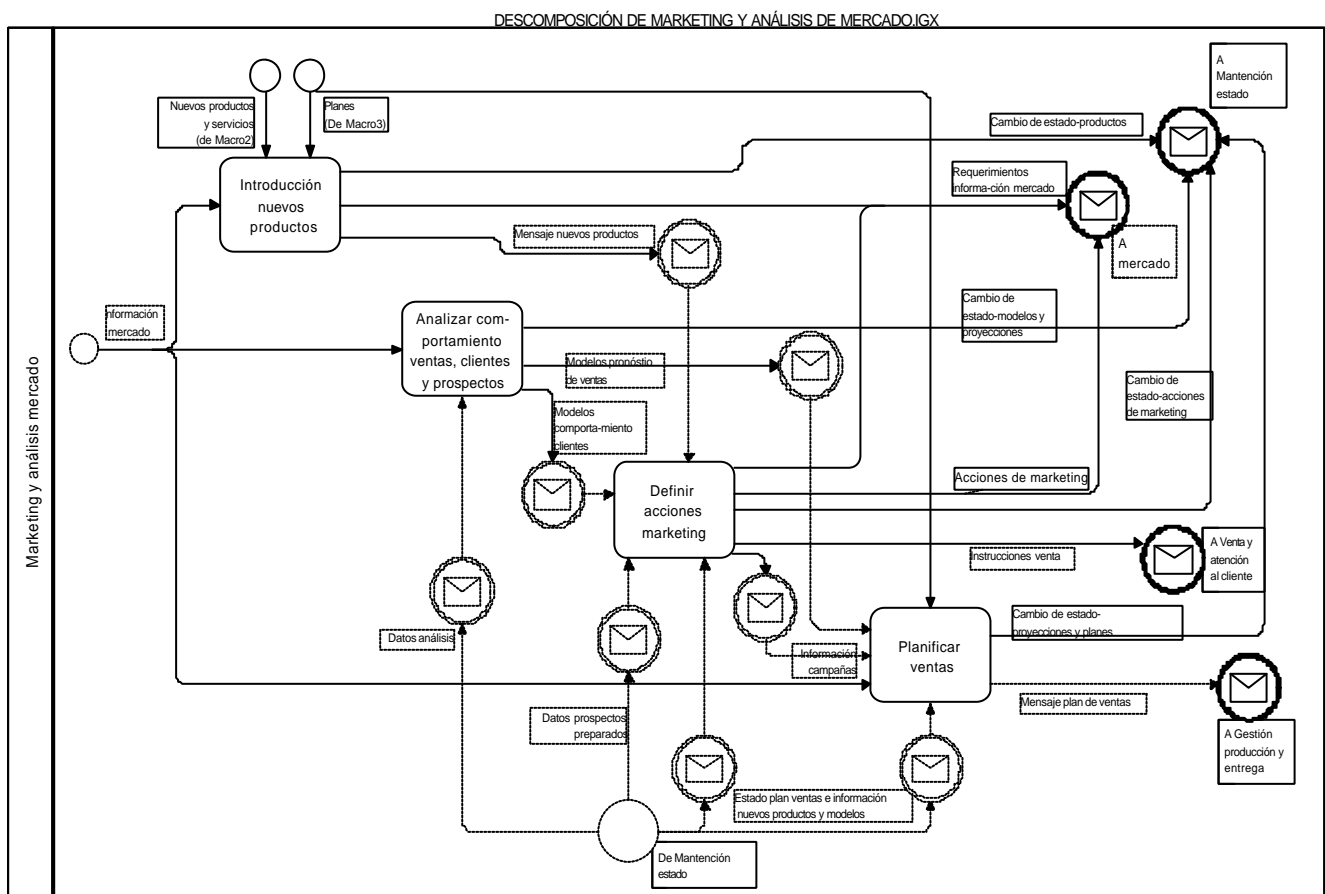 DESCOMPOSICIÓN DE MARKETING Y ANÁLISIS DE MERCADO.IGX
Marketing y análisis mercado
Nuevos productos
y servicios
(de Macro2)
Planes
(De Macro3)
A
Mantención
estado
Cambio de estado-productos
Introducción
nuevos
productos
Requerimientos
informa-ción mercado
Mensaje nuevos productos
A
mercado
nformación
mercado
Analizar com-
portamiento
ventas, clientes
y prospectos
Cambio de
estado-modelos y
proyecciones
Modelos pronóstio
de ventas
Cambio de
estado-acciones
de marketing
Modelos
comporta-miento
clientes
Definir
acciones
marketing
Acciones de marketing
Instrucciones venta
A Venta y
atención
al cliente
Datos análisis
Cambio de estado-
proyecciones y planes
Planificar
ventas
Información
campañas
Mensaje plan de ventas
Datos prospectos
preparados
A Gestión
producción y
entrega
Estado plan ventas e información
nuevos productos y modelos
De Mantención
estado